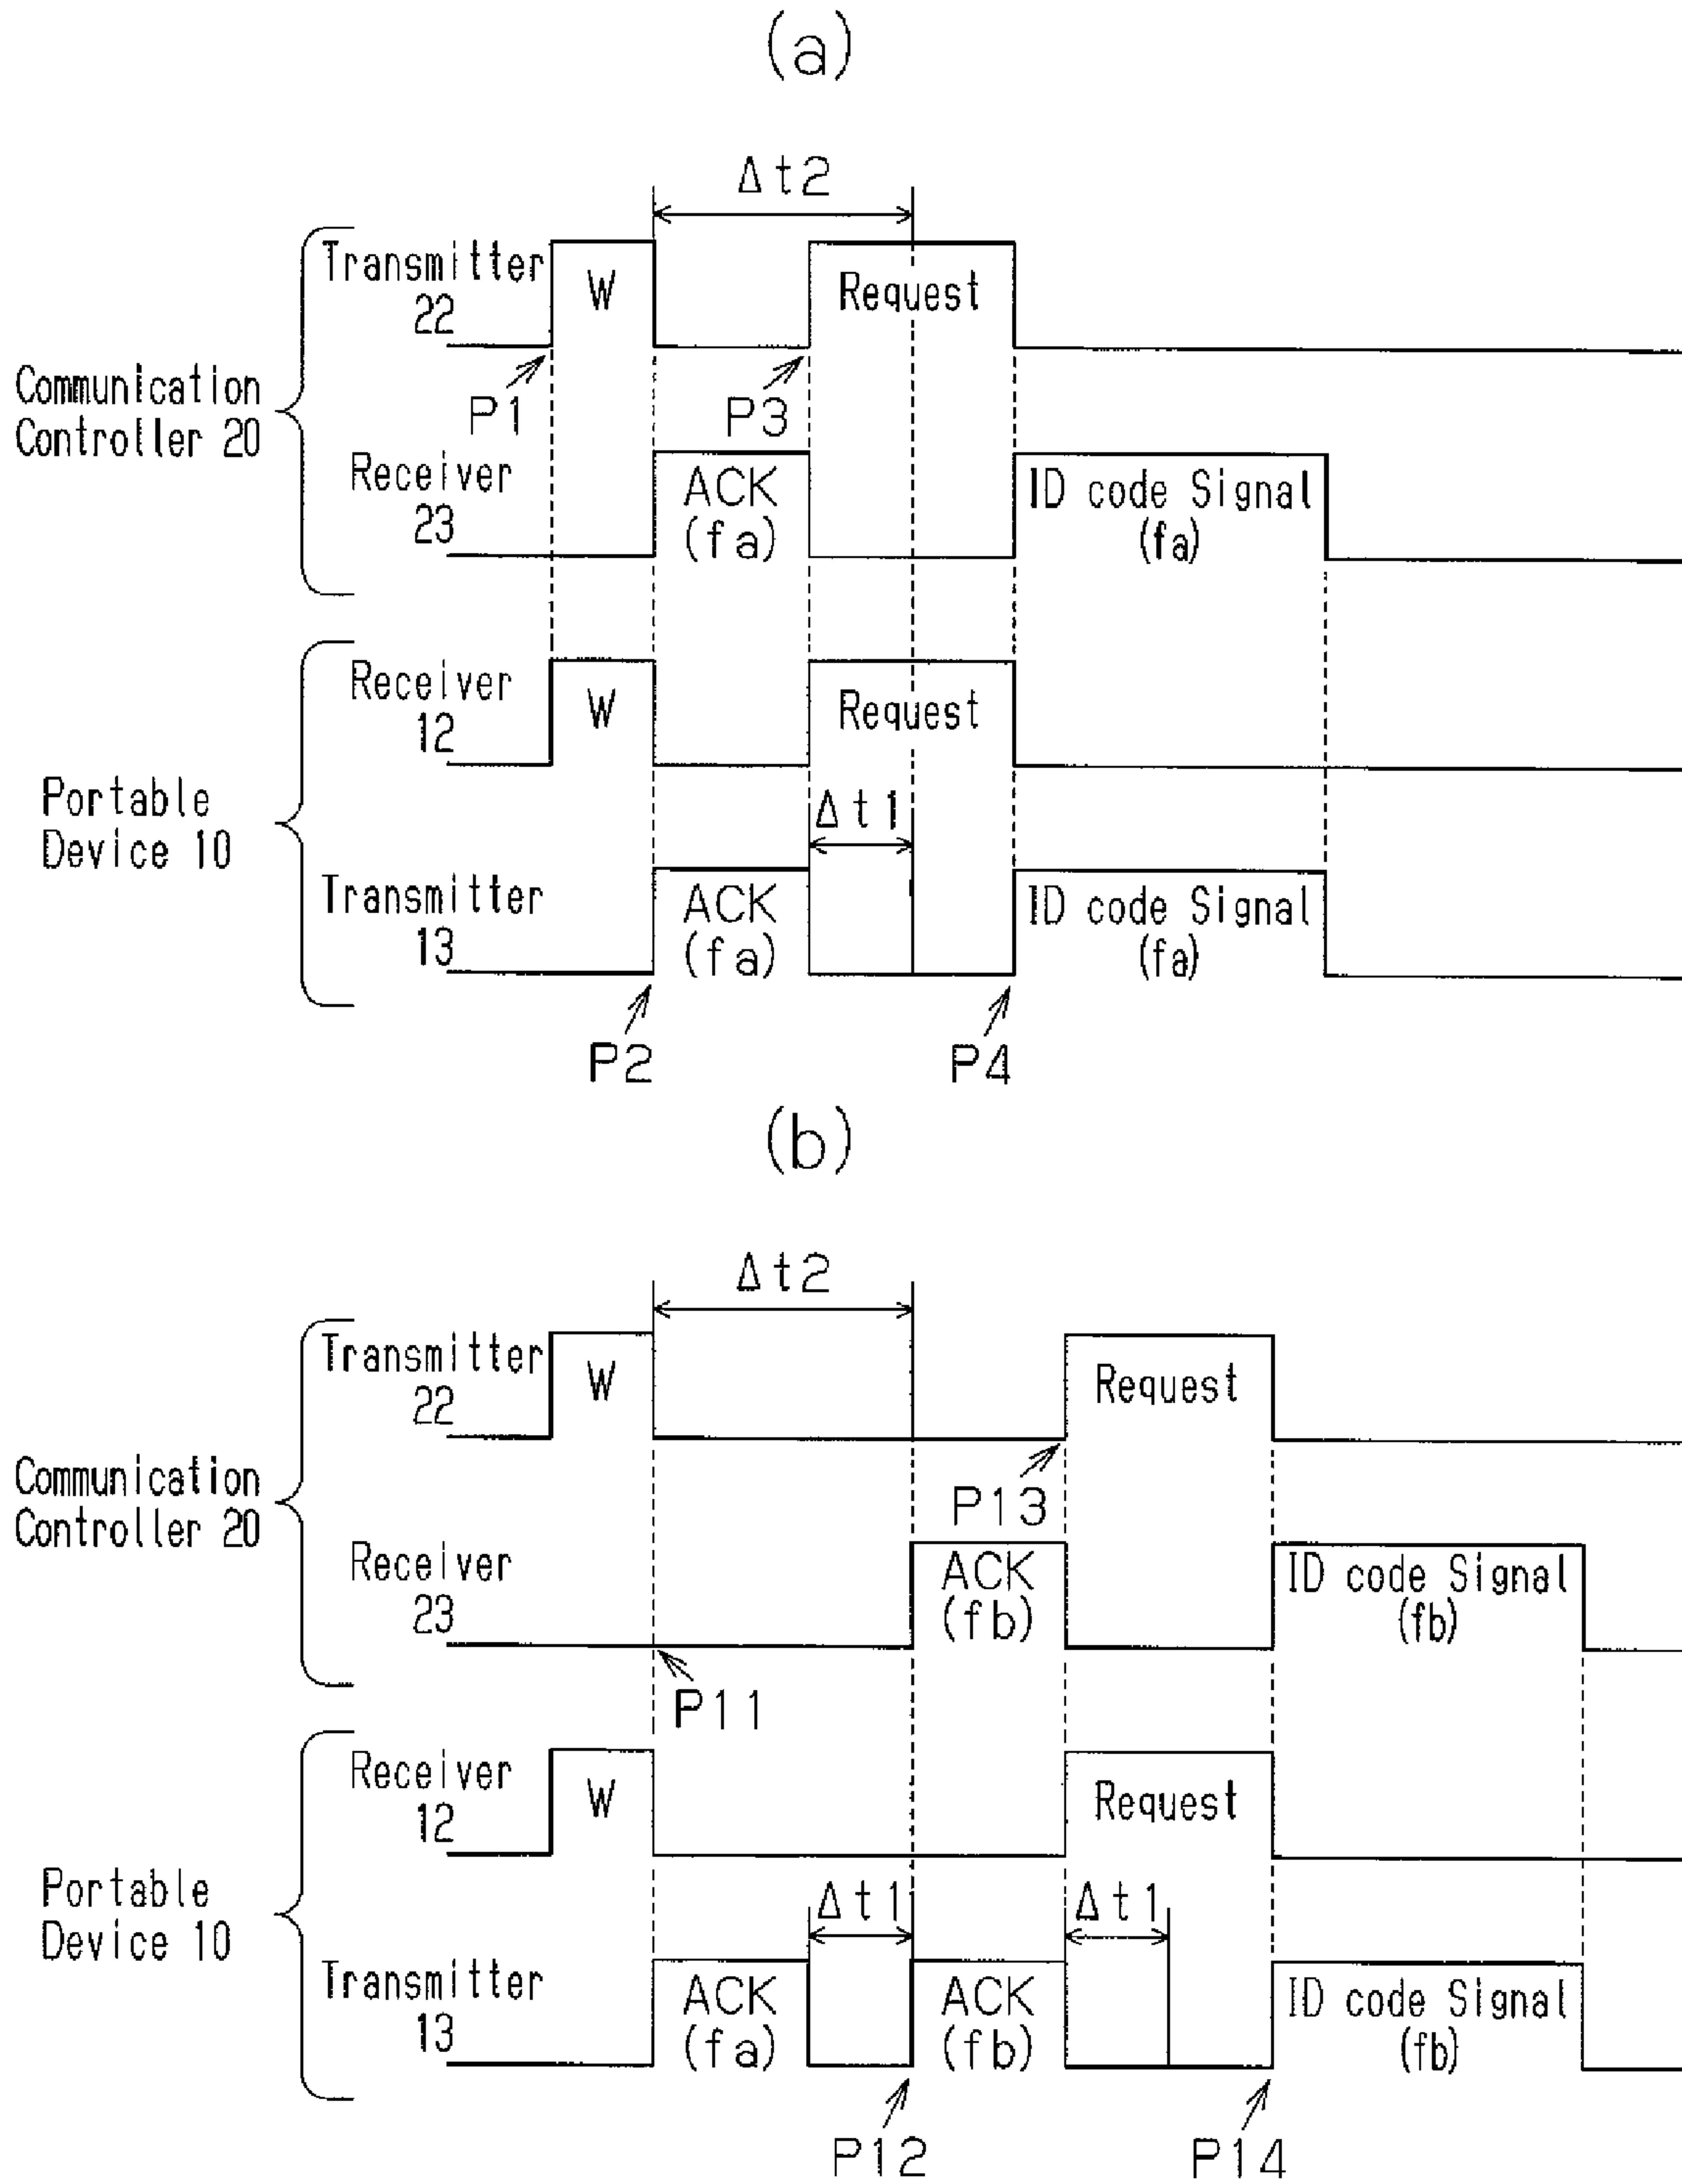 (a)
Δt2
Transmitter
22
W
Request
P1
P3
Communication
Controller 20
Receiver
23
ACK
(fa)
ID code Signal
(fa)
Receiver
12
W
Request
Portable
Device 10
Δt1
Transmitter
13
ACK
(fa)
ID code Signal
(fa)
P2
P4
(b)
Δt2
Transmitter
22
W
Request
P13
Communication
Controller 20
Receiver
23
ACK
(fb)
ID code Signal
(fb)
P11
Receiver
12
W
Request
Portable
Device 10
Δt1
Δt1
Transmitter
13
ACK
(fa)
ACK
(fb)
ID code Signal
(fb)
P12
P14